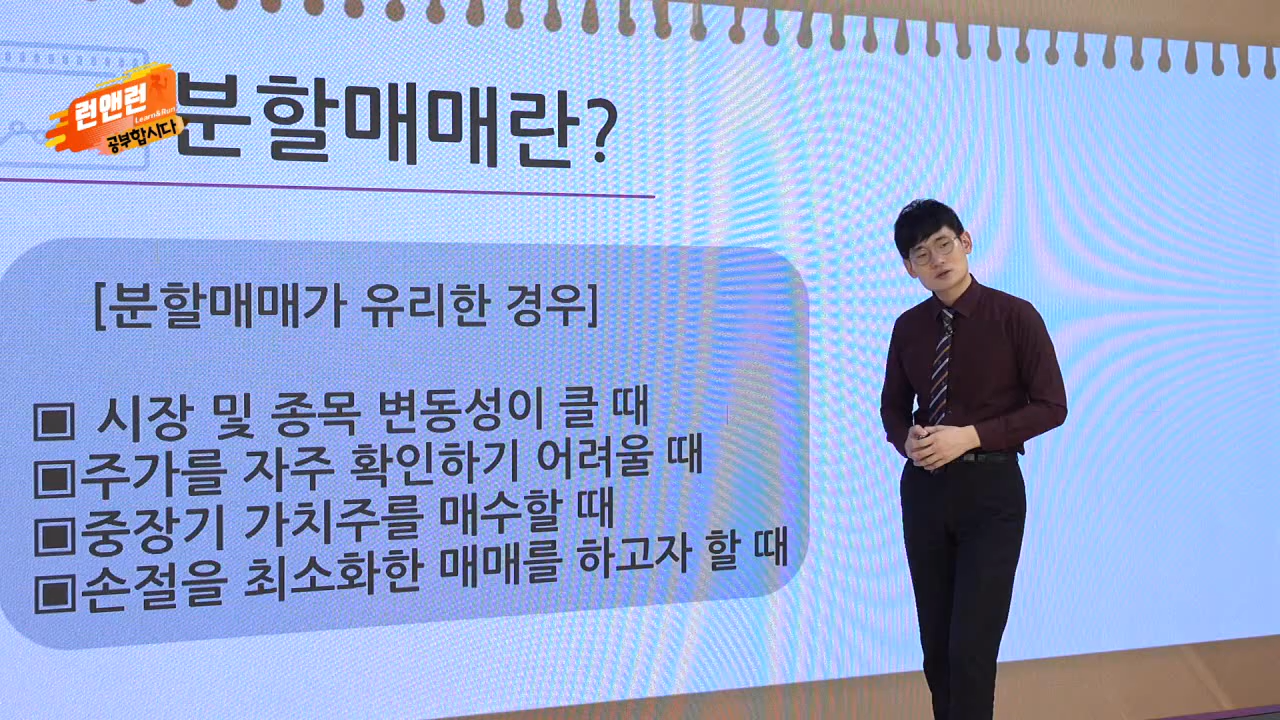 런앤런
Learn&Run
공부합시다
분할매매란?
[분할매매가 유리한 경우]
▣ 시장 및 종목 변동성이 클 때
▣주가를 자주 확인하기 어려울 때
▣중장기 가치주를 매수할 때
▣손절을 최소화한 매매를 하고자 할 때